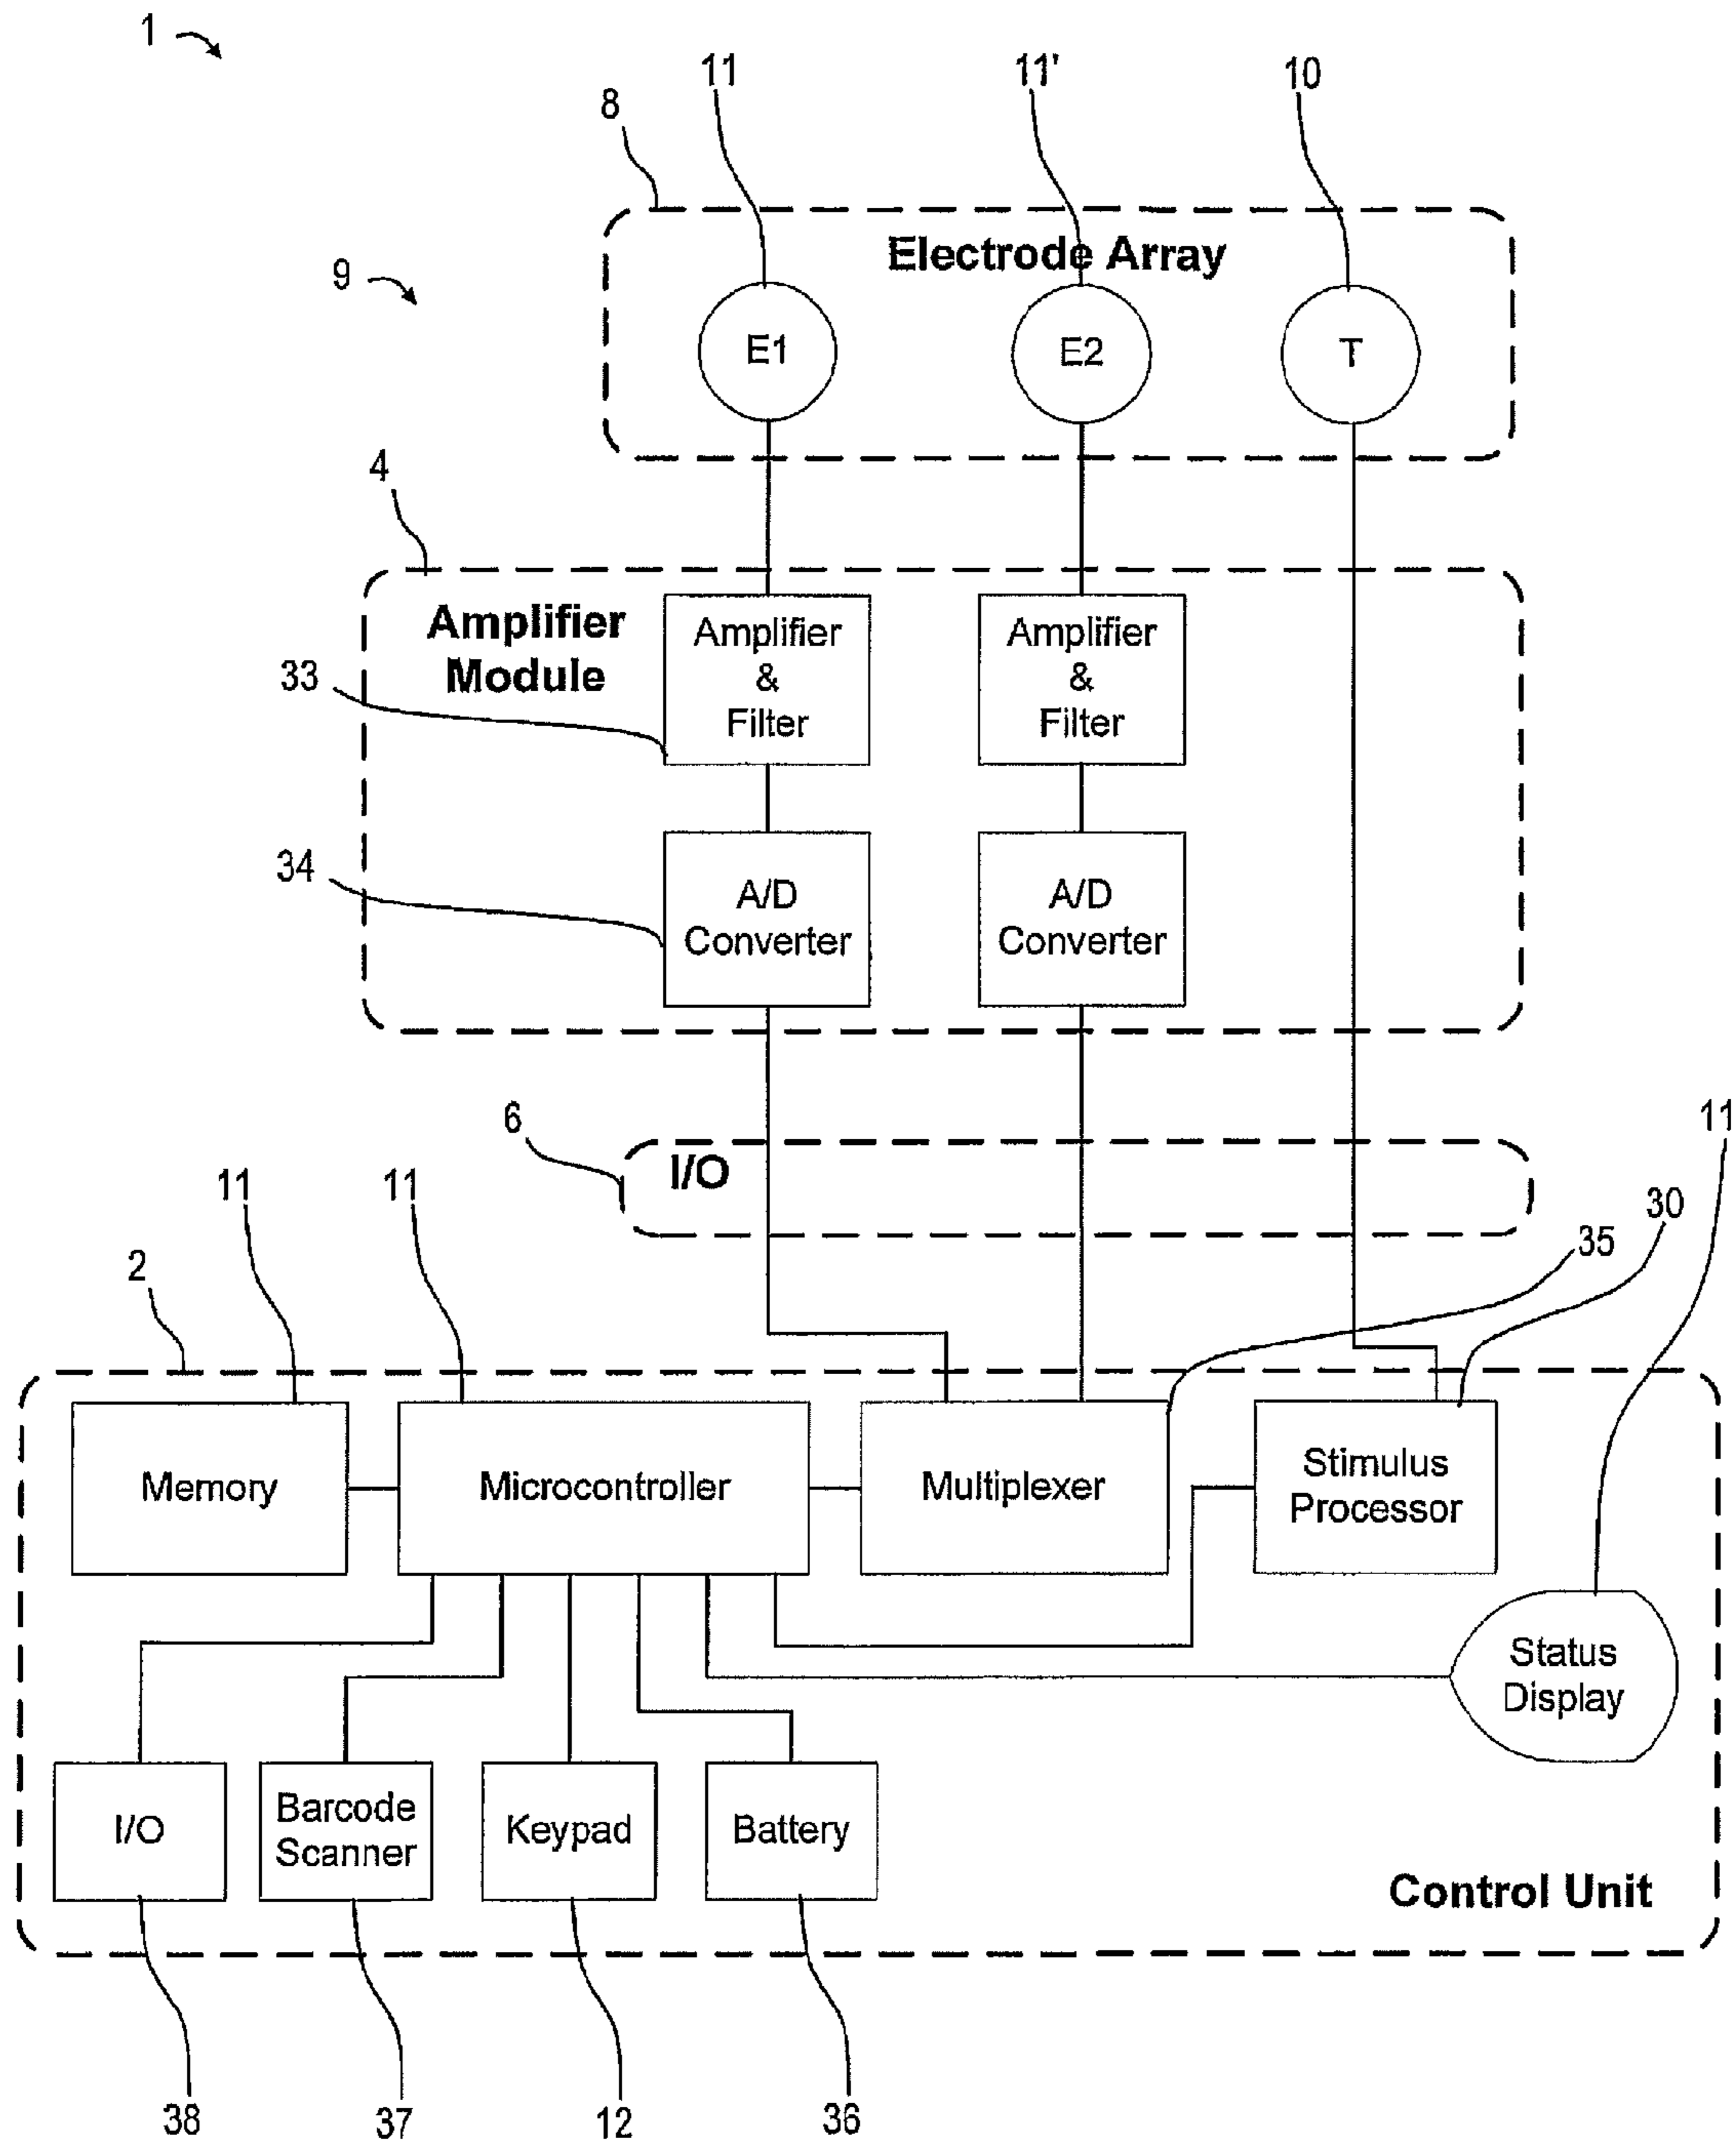 1
11
11'
10
8
Electrode Array
9
E1
E2
T
4
Amplifier
Module
Amplifier
&
Filter
Amplifier
&
Filter
33
34
A/D
Converter
A/D
Converter
6
I/O
11
11
11
30
35
2
Memory
Microcontroller
Multiplexer
Stimulus
Processor
Status
Display
I/O
Barcode
Scanner
Keypad
Battery
Control Unit
38
37
12
36